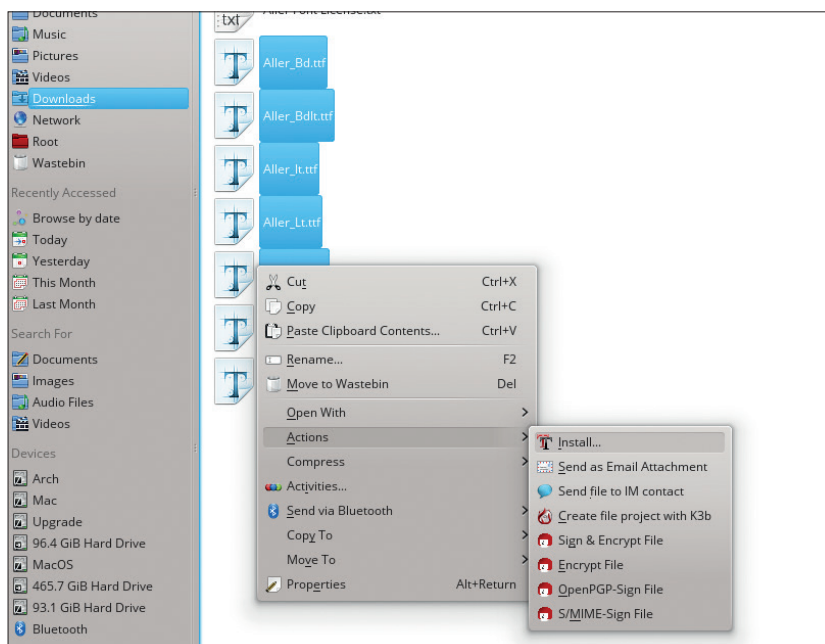 Documents
Music
Pictures
Videos
Downloads
Network
Root
Wastebin
Recently Accessed
Browse by date
Today
Yesterday
This Month
Last Month
Search For
Documents
Images
Audio Files
Videos
Devices
Arch
Mac
Upgrade
96.4 GiB Hard Drive
MacOS
465.7 GiB Hard Drive
93.1 GiB Hard Drive
Bluetooth
txt
Aller Font License.txt
Aller_Bd.ttf
Aller_BdIt.ttf
Aller_It.ttf
Aller_Lt.ttf
Cut Ctrl+X
Copy Ctrl+C
Paste Clipboard Contents... Ctrl+V
Rename... F2
Move to Wastebin Del
Open With
Actions
Compress
Activities...
Send via Bluetooth
Copy To
Move To
Properties Alt+Return
Install...
Send as Email Attachment
Send file to IM contact
Create file project with K3b
Sign & Encrypt File
Encrypt File
OpenPGP-Sign File
S/MIME-Sign File